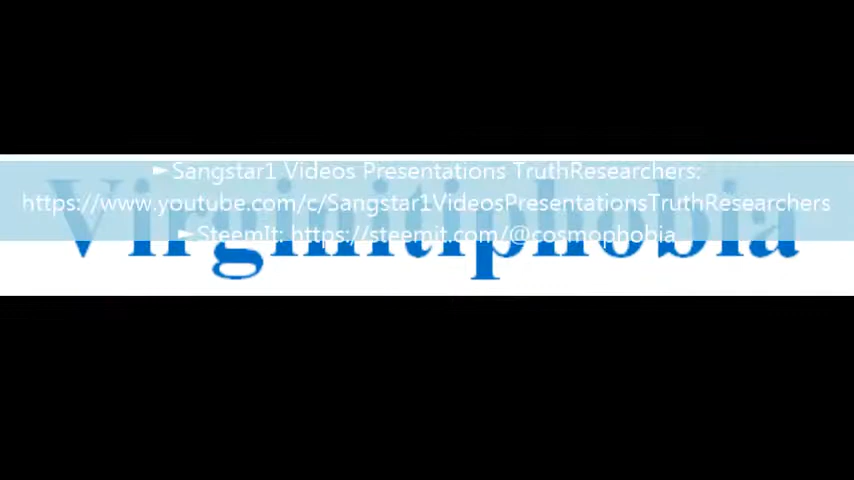 ►Sangstar1 Videos Presentations TruthResearchers:
https://www.youtube.com/c/Sangstar1VideosPresentationsTruthResearchers
►SteemIt: https://steemit.com/@cosmophobia
Virginitiphobia